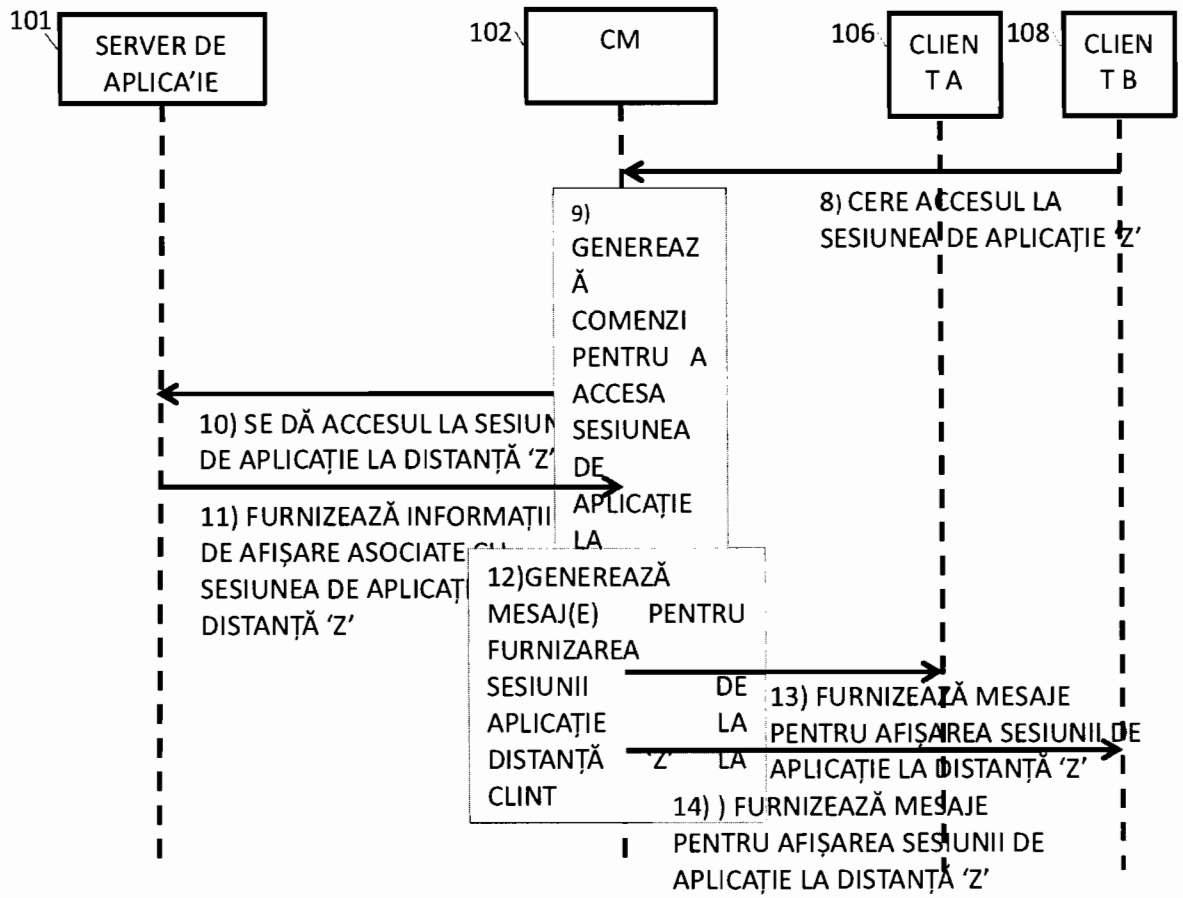 101
SERVER DE
APLICA'IE
102
CM
106
CLIEN
T A
108
CLIEN
T B
8) CERE ACCESUL LA
SESIUNEA DE APLICAȚIE 'Z'
9)
GENEREAZ
Ă
COMENZI
PENTRU A
ACCESA
SESIUNEA
DE
APLICAȚIE
LA
10) SE DĂ ACCESUL LA SESIUN
DE APLICAȚIE LA DISTANȚĂ 'Z'
11) FURNIZEAZĂ INFORMAȚII
DE AFIȘARE ASOCIATE CU
SESIUNEA DE APLICAȚI
DISTANȚĂ 'Z'
12)GENEREAZĂ
MESAJ(E) PENTRU
FURNIZAREA
SESIUNII DE
APLICAȚIE LA
DISTANȚĂ 'Z' LA
CLINT
13) FURNIZEAZĂ MESAJE
PENTRU AFIȘAREA SESIUNII DE
APLICAȚIE LA DISTANȚĂ 'Z'
14) ) FURNIZEAZĂ MESAJE
PENTRU AFIȘAREA SESIUNII DE
APLICAȚIE LA DISTANȚĂ 'Z'